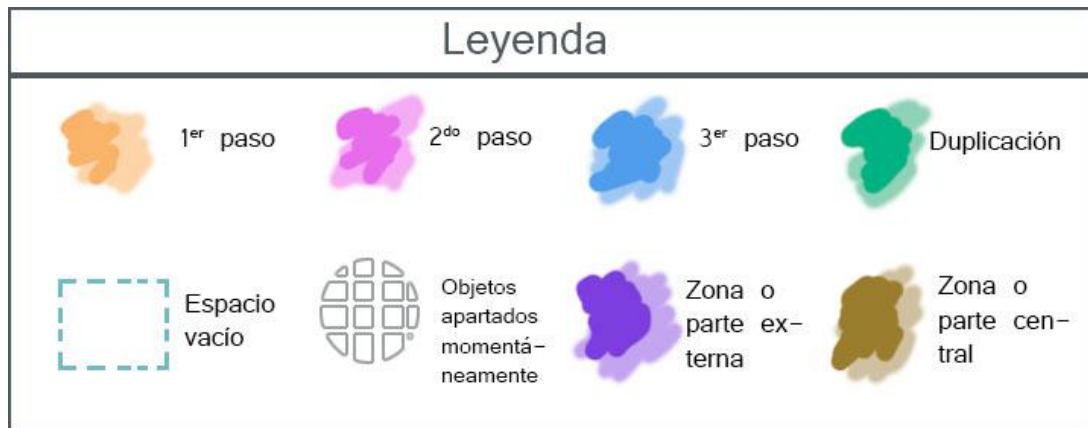 Leyenda
1er paso
2do paso
3er paso
Duplicación
Espacio
vacío
Objetos
apartados
momentá–
neamente
Zona o
parte ex–
terna
Zona o
parte cen–
tral